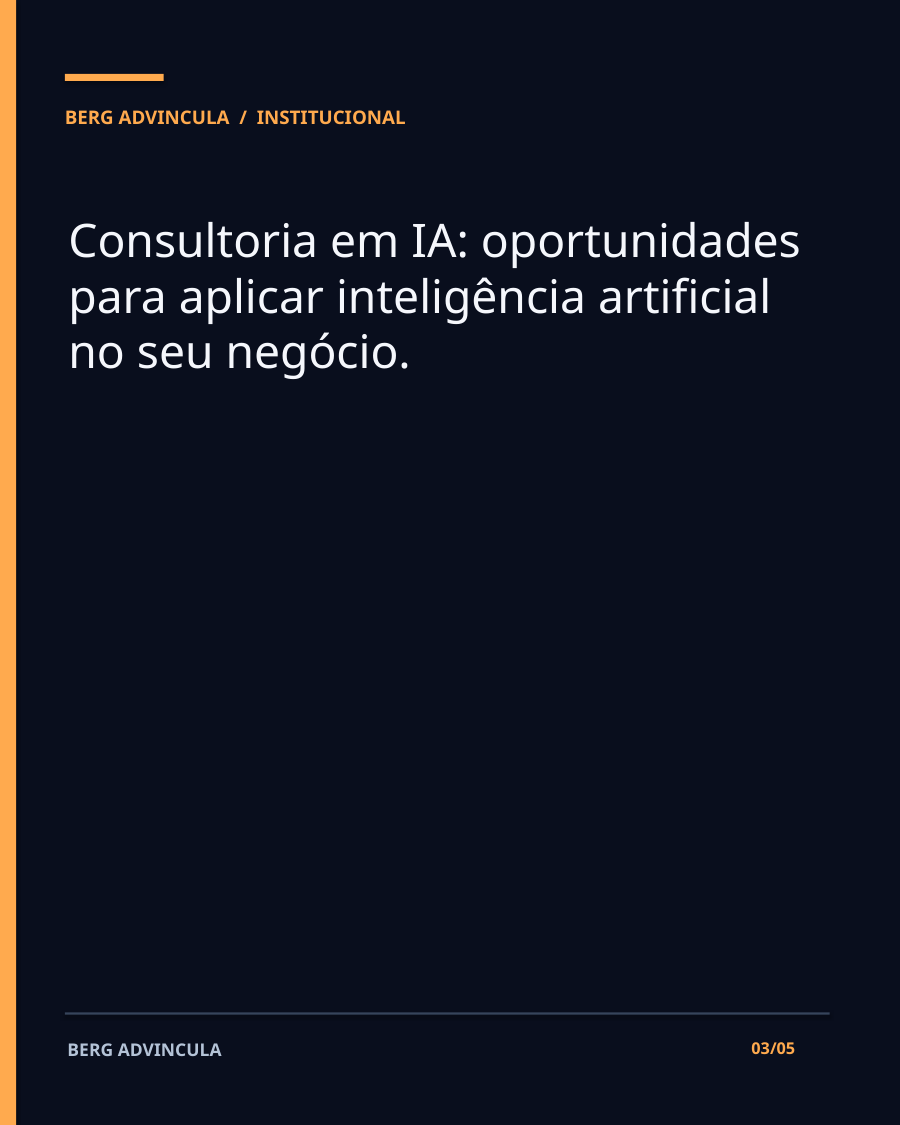 BERG ADVINCULA / INSTITUCIONAL
Consultoria em IA: oportunidades
para aplicar inteligência artificial
no seu negócio.
BERG ADVINCULA
03/05